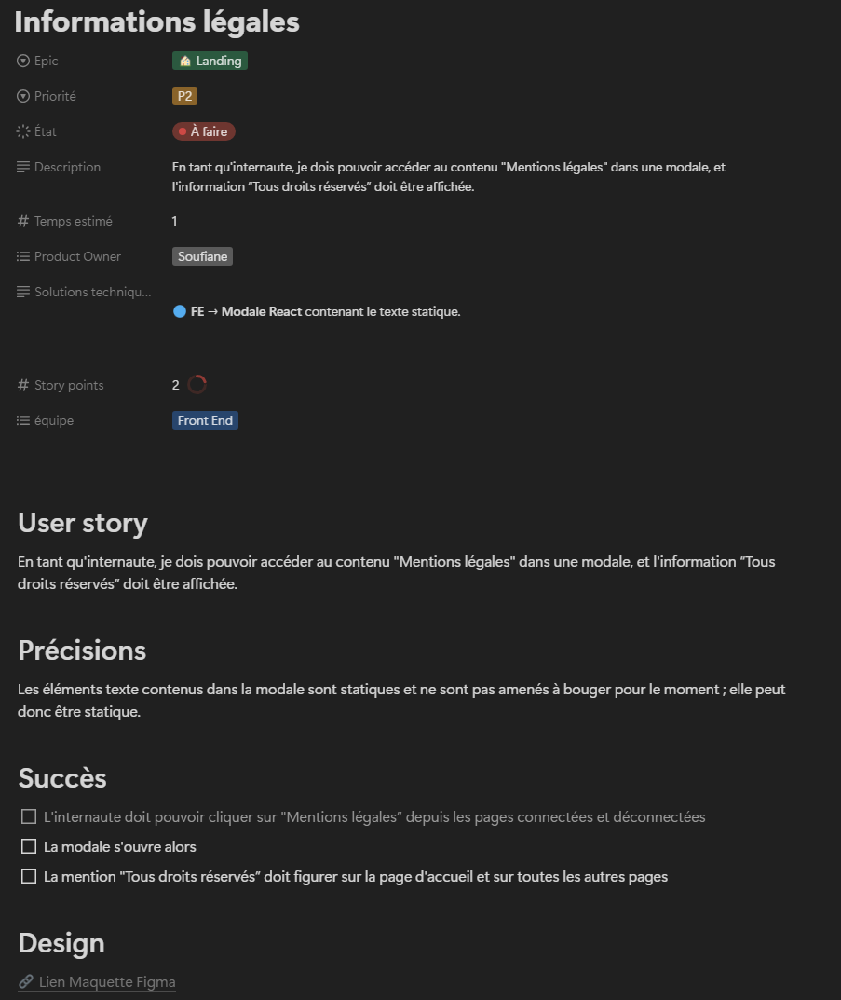 Informations légales
Epic
Landing
Priorité
P2
État
À faire
Description
En tant qu'internaute, je dois pouvoir accéder au contenu "Mentions légales" dans une modale, et
l'information “Tous droits réservés” doit être affichée.
Temps estimé
1
Product Owner
Soufiane
Solutions techniqu...
FE → Modale React contenant le texte statique.
Story points
2
équipe
Front End
User story
En tant qu'internaute, je dois pouvoir accéder au contenu "Mentions légales" dans une modale, et l'information “Tous
droits réservés” doit être affichée.
Précisions
Les éléments texte contenus dans la modale sont statiques et ne sont pas amenés à bouger pour le moment ; elle peut
donc être statique.
Succès
L'internaute doit pouvoir cliquer sur "Mentions légales” depuis les pages connectées et déconnectées
La modale s'ouvre alors
La mention "Tous droits réservés” doit figurer sur la page d'accueil et sur toutes les autres pages
Design
Lien Maquette Figma